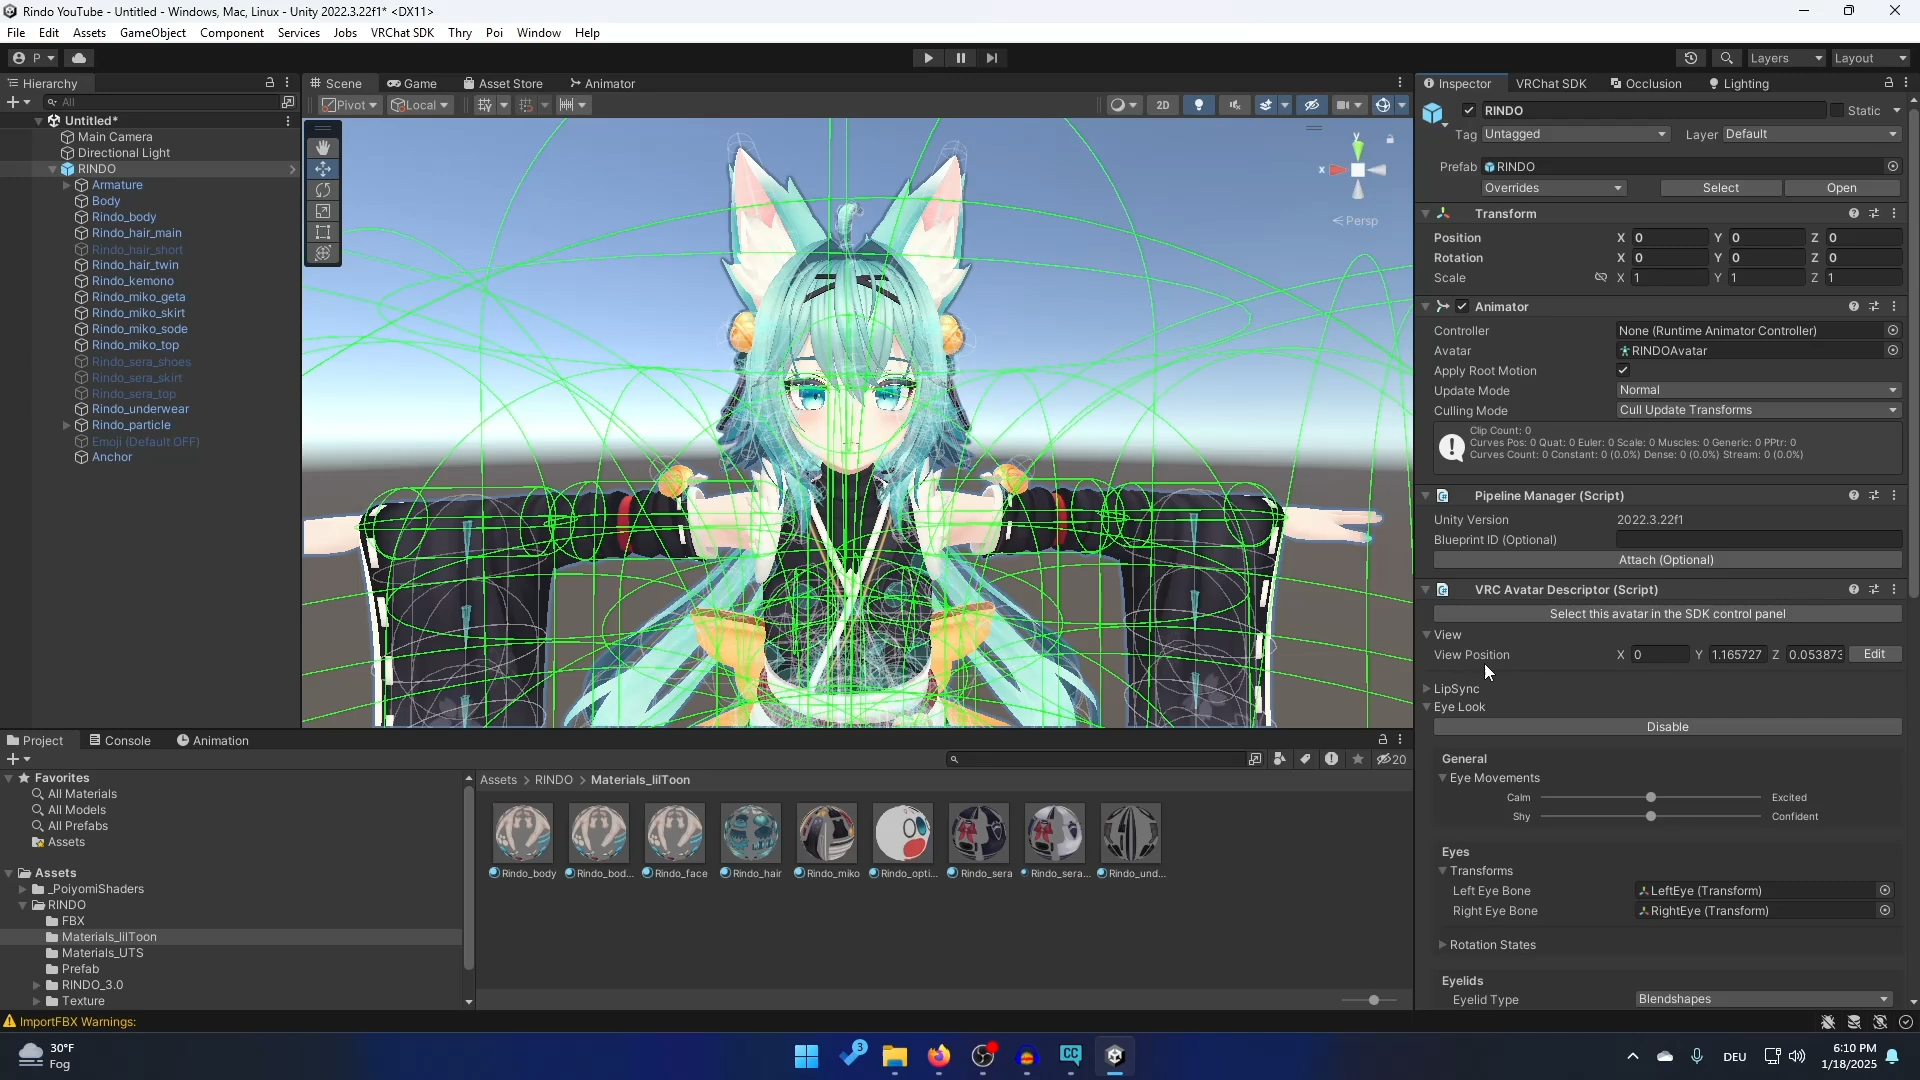 Rindo YouTube - Untitled - Windows, Mac, Linux - Unity 2022.3.22f1* <DX11>
File Edit Assets GameObject Component Services Jobs VRChat SDK Thry Poi Window Help
P Layers Layout
Hierarchy
All
Untitled*
Main Camera
Directional Light
RINDO
Armature
Body
Rindo_body
Rindo_hair_main
Rindo_hair_short
Rindo_hair_twin
Rindo_kemono
Rindo_miko_geta
Rindo_miko_skirt
Rindo_miko_sode
Rindo_miko_top
Rindo_sera_shoes
Rindo_sera_skirt
Rindo_sera_top
Rindo_underwear
Rindo_particle
Emoji (Default OFF)
Anchor
Scene Game Asset Store Animator
Pivot Local 2D
y
x
Persp
Inspector VRChat SDK Occlusion Lighting
RINDO Static
Tag Untagged Layer Default
Prefab RINDO
Overrides Select Open
Transform
Position X 0 Y 0 Z 0
Rotation X 0 Y 0 Z 0
Scale X 1 Y 1 Z 1
Animator
Controller None (Runtime Animator Controller)
Avatar RINDOAvatar
Apply Root Motion
Update Mode Normal
Culling Mode Cull Update Transforms
Clip Count: 0
Curves Pos: 0 Quat: 0 Euler: 0 Scale: 0 Muscles: 0 Generic: 0 PPtr: 0
Curves Count: 0 Constant: 0 (0.0%) Dense: 0 (0.0%) Stream: 0 (0.0%)
Pipeline Manager (Script)
Unity Version 2022.3.22f1
Blueprint ID (Optional)
Attach (Optional)
VRC Avatar Descriptor (Script)
Select this avatar in the SDK control panel
View
View Position X 0 Y 1.165727 Z 0.053873 Edit
LipSync
Eye Look
Disable
General
Eye Movements
Calm Excited
Shy Confident
Eyes
Transforms
Left Eye Bone LeftEye (Transform)
Right Eye Bone RightEye (Transform)
Rotation States
Eyelids
Eyelid Type Blendshapes
Project Console Animation
20
Favorites
All Materials
All Models
All Prefabs
Assets
Assets
_PoiyomiShaders
RINDO
FBX
Materials_lilToon
Materials_UTS
Prefab
RINDO_3.0
Texture
Assets > RINDO > Materials_lilToon
Rindo_body Rindo_bod... Rindo_face Rindo_hair Rindo_miko Rindo_opti... Rindo_sera Rindo_sera... Rindo_und...
ImportFBX Warnings:
30°F
Fog
3
CC
DEU
6:10 PM
1/18/2025